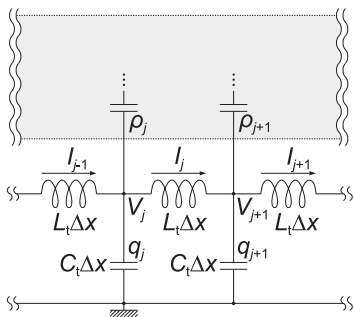 ⋮ ⋮
ρj ρj+1
Ij-1 Ij Ij+1
LtΔx Vj LtΔx Vj+1 LtΔx
qj qj+1
CtΔx CtΔx